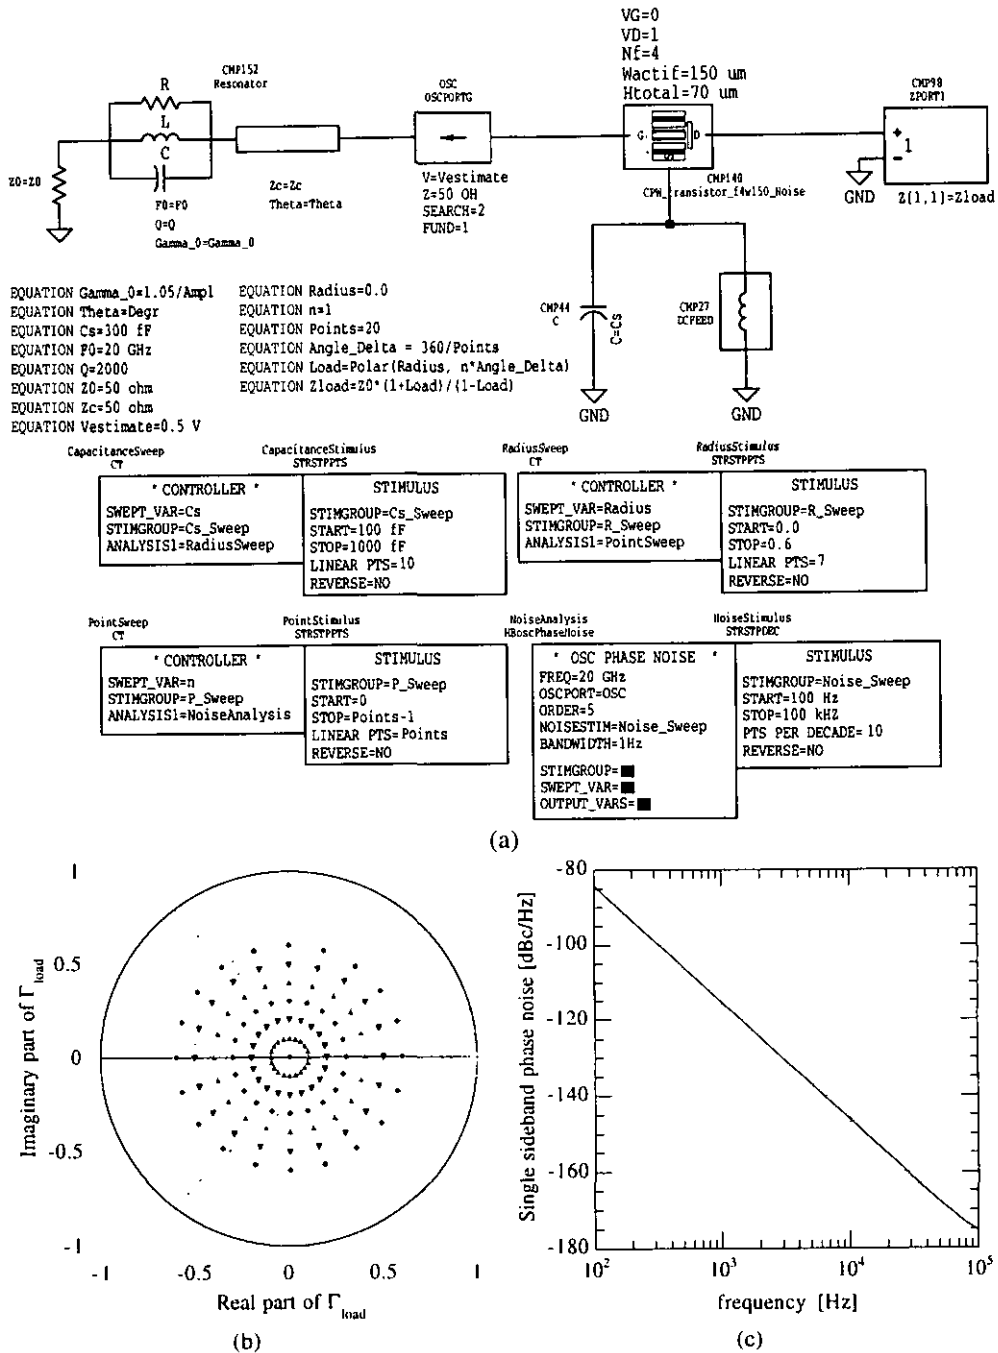 VG=0
VD=1
Nf=4
Wactif=150 um
Htotal=70 um
CMP152
Resonator
R
L
C
F0=F0
Q=Q
Gamma_0=Gamma_0
Z0=Z0
Zc=Zc
Theta=Theta
OSC
OSCPORTG
V=Vestimate
Z=50 OH
SEARCH=2
FUND=1
G
D
S
CMP140
CPW_transistor_f4w150_Noise
CMP98
ZPORT1
+
1
-
GND
Z[1,1]=Zload
CMP44
C
C=Cs
CMP27
DCFEED
GND
GND
EQUATION Gamma_0=1.05/Ampl
EQUATION Theta=Degr
EQUATION Cs=300 fF
EQUATION F0=20 GHz
EQUATION Q=2000
EQUATION Z0=50 ohm
EQUATION Zc=50 ohm
EQUATION Vestimate=0.5 V
EQUATION Radius=0.0
EQUATION n=1
EQUATION Points=20
EQUATION Angle_Delta = 360/Points
EQUATION Load=Polar(Radius, n*Angle_Delta)
EQUATION Zload=Z0*(1+Load)/(1-Load)
CapacitanceSweep
CT
* CONTROLLER *
SWEPT_VAR=Cs
STIMGROUP=Cs_Sweep
ANALYSIS1=RadiusSweep
CapacitanceStimulus
STRSTPPTS
STIMULUS
STIMGROUP=Cs_Sweep
START=100 fF
STOP=1000 fF
LINEAR PTS=10
REVERSE=NO
RadiusSweep
CT
* CONTROLLER *
SWEPT_VAR=Radius
STIMGROUP=R_Sweep
ANALYSIS1=PointSweep
RadiusStimulus
STRSTPPTS
STIMULUS
STIMGROUP=R_Sweep
START=0.0
STOP=0.6
LINEAR PTS=7
REVERSE=NO
PointSweep
CT
* CONTROLLER *
SWEPT_VAR=n
STIMGROUP=P_Sweep
ANALYSIS1=NoiseAnalysis
PointStimulus
STRSTPPTS
STIMULUS
STIMGROUP=P_Sweep
START=0
STOP=Points-1
LINEAR PTS=Points
REVERSE=NO
NoiseAnalysis
HBoscPhaseNoise
* OSC PHASE NOISE *
FREQ=20 GHz
OSCPORT=OSC
ORDER=5
NOISESTIM=Noise_Sweep
BANDWIDTH=1Hz
STIMGROUP=
SWEPT_VAR=
OUTPUT_VARS=
NoiseStimulus
STRSTPDEC
STIMULUS
STIMGROUP=Noise_Sweep
START=100 Hz
STOP=100 kHZ
PTS PER DECADE= 10
REVERSE=NO
(a)
Imaginary part of Γload
1
0.5
0
-0.5
-1
-1
-0.5
0
0.5
1
Real part of Γload
(b)
Single sideband phase noise [dBc/Hz]
-80
-100
-120
-140
-160
-180
10²
10³
10⁴
10⁵
frequency [Hz]
(c)